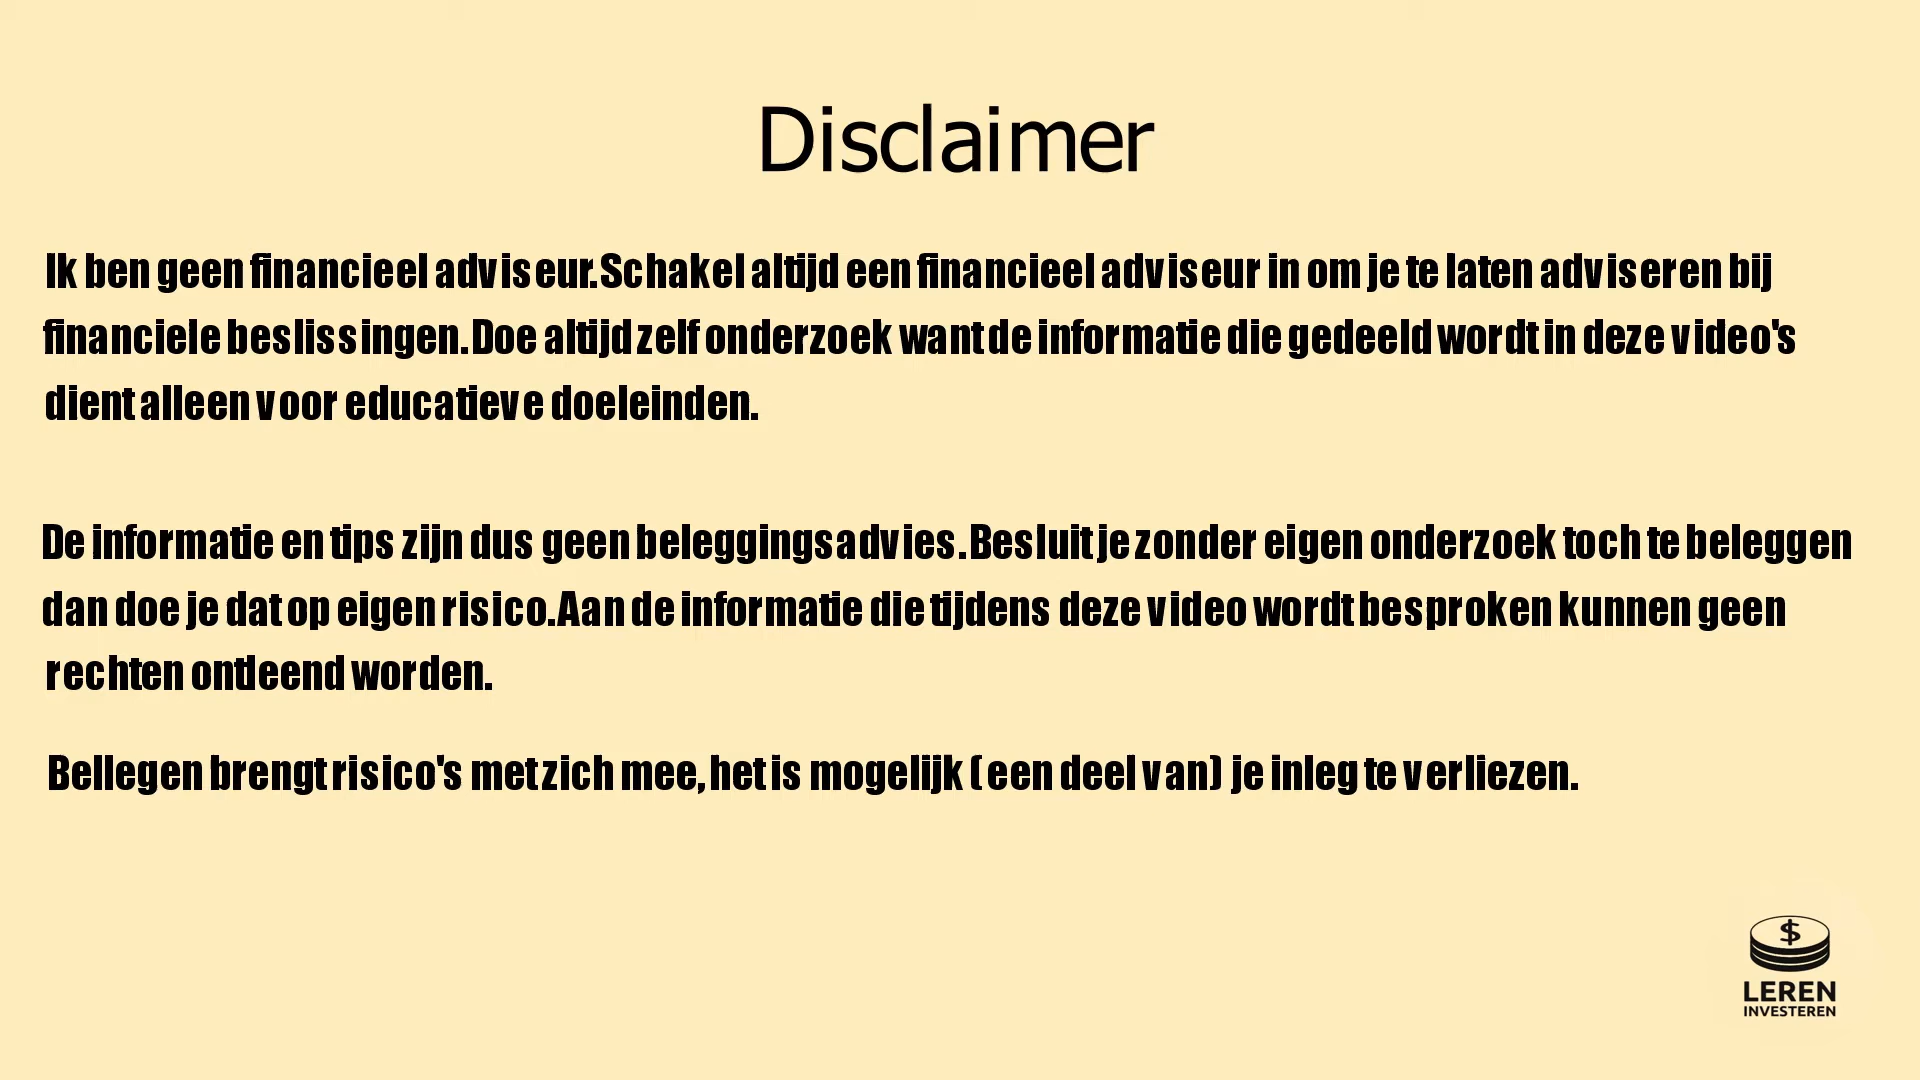 Disclaimer
Ik ben geen financieel adviseur. Schakel altijd een financieel adviseur in om je te laten adviseren bij
financiele beslissingen. Doe altijd zelf onderzoek want de informatie die gedeeld wordt in deze video's
dient alleen voor educatieve doeleinden.
De informatie en tips zijn dus geen beleggingsadvies. Besluit je zonder eigen onderzoek toch te beleggen
dan doe je dat op eigen risico. Aan de informatie die tijdens deze video wordt besproken kunnen geen
rechten ontleend worden.
Bellegen brengt risico's met zich mee, het is mogelijk (een deel van) je inleg te verliezen.
$
LEREN
INVESTEREN